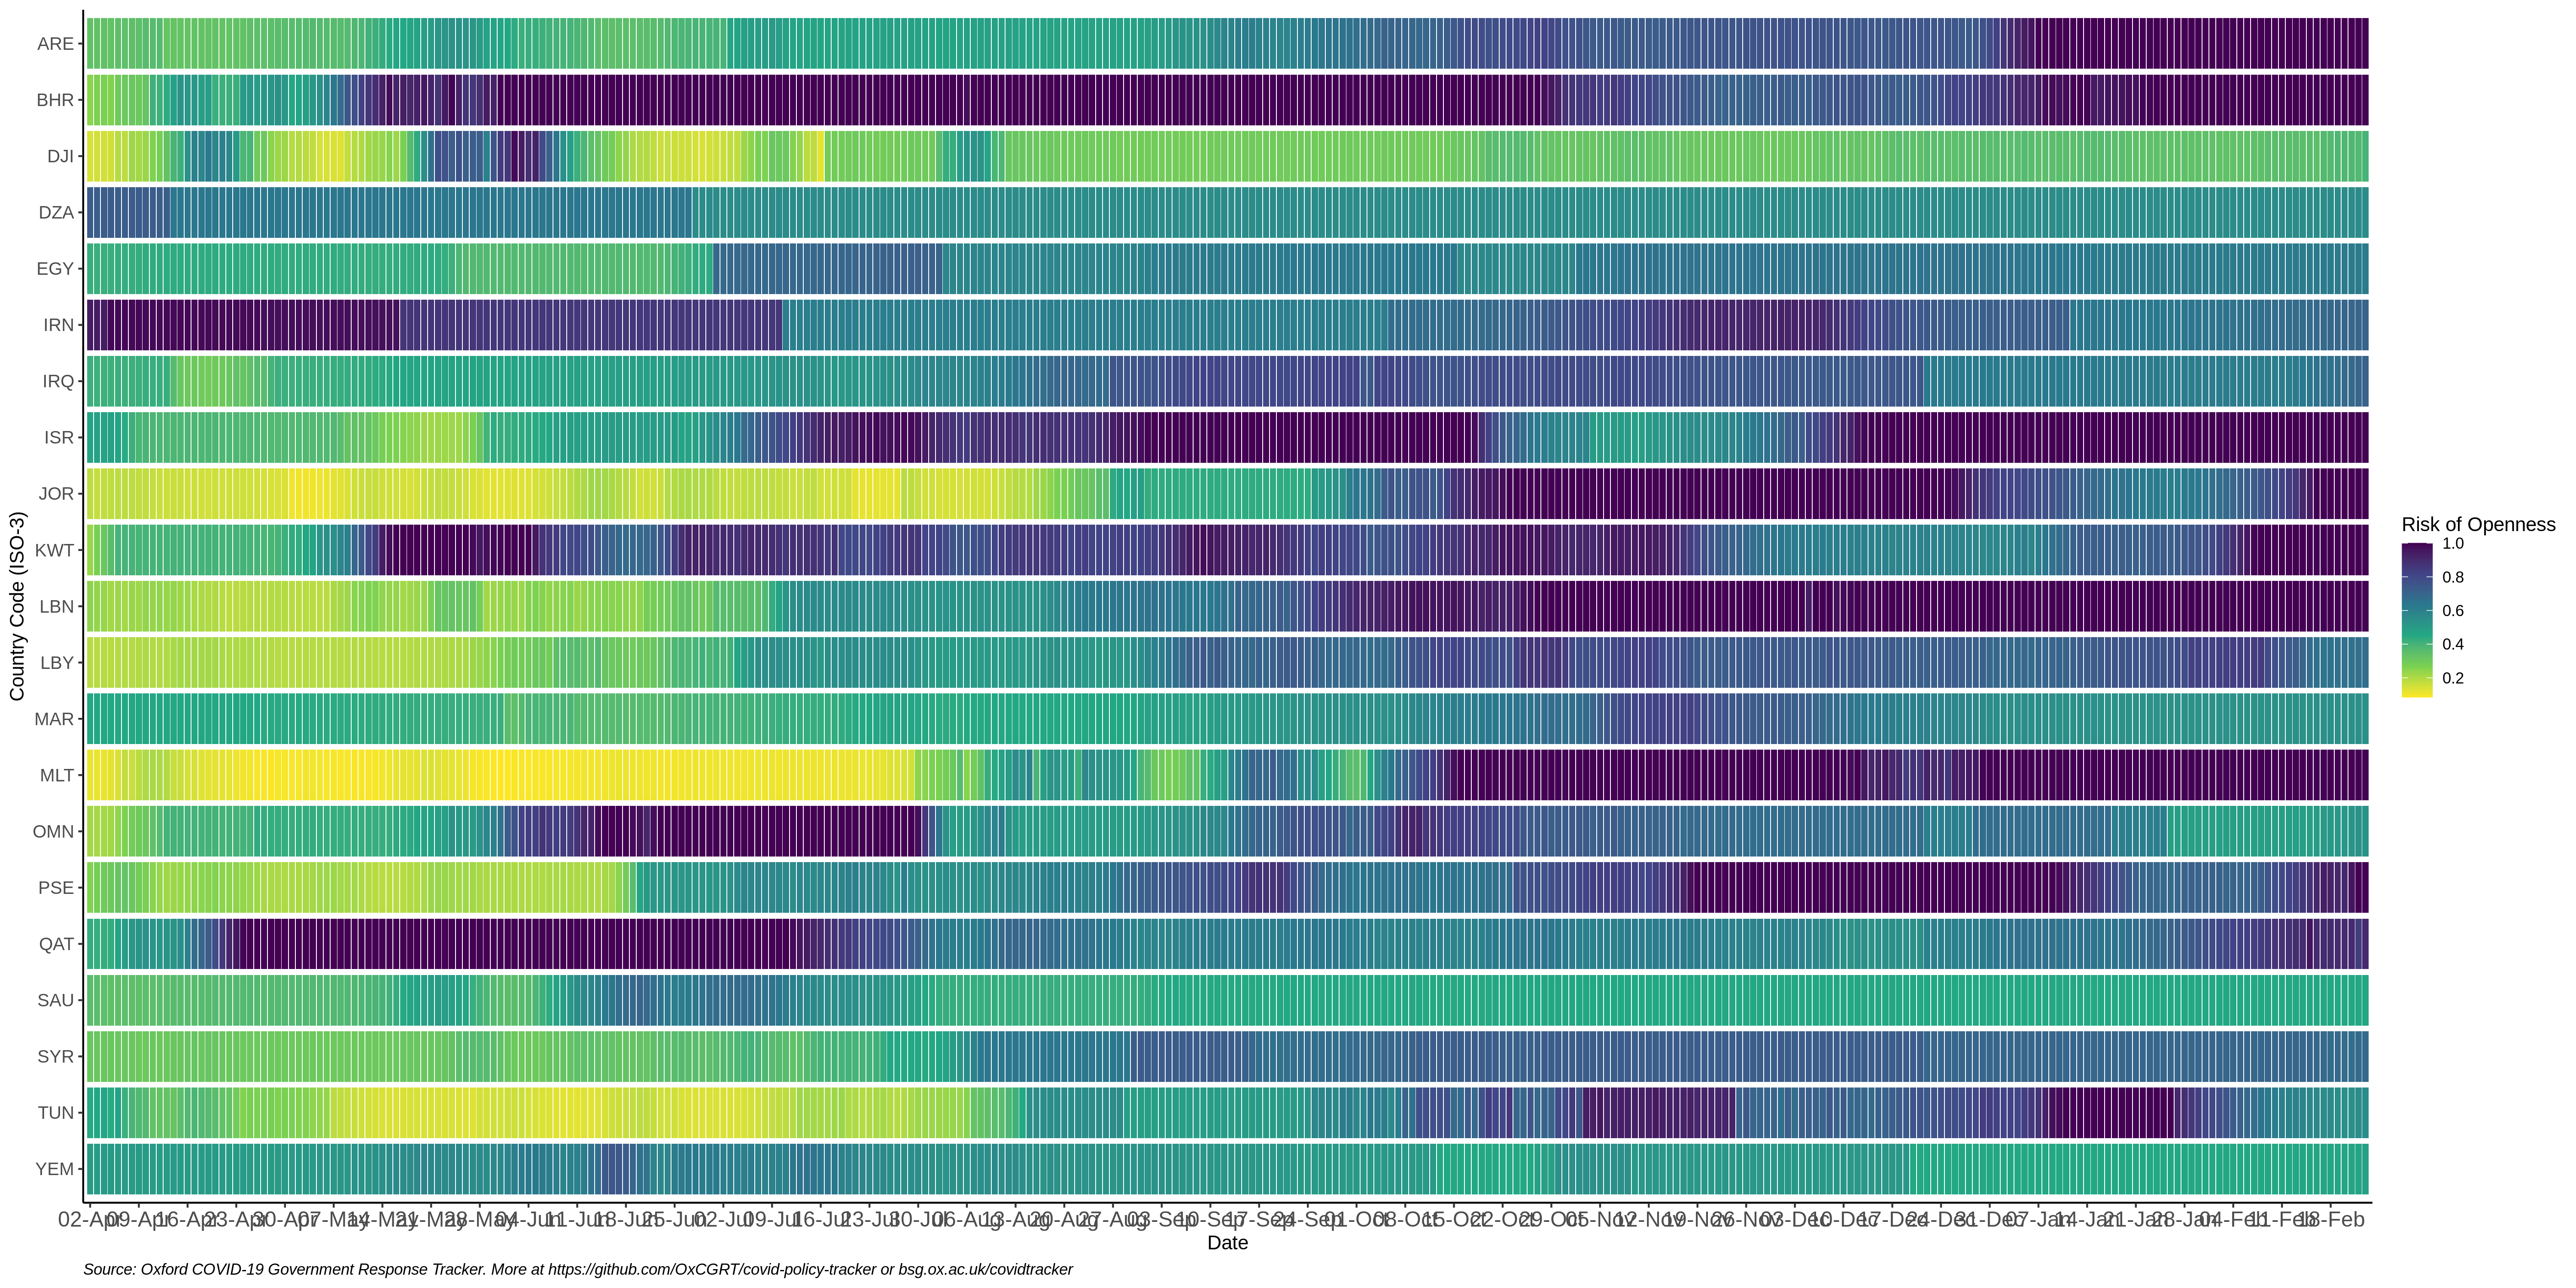 ARE
BHR
DJI
DZA
EGY
IRN
IRQ
ISR
JOR
KWT
LBN
LBY
MAR
MLT
OMN
PSE
QAT
SAU
SYR
TUN
YEM
Country Code (ISO-3)
Risk of Openness
1.0
0.8
0.6
0.4
0.2
02-Apr 09-Apr 16-Apr 23-Apr 30-Apr 07-May 14-May 21-May 28-May 04-Jun 11-Jun 18-Jun 25-Jun 02-Jul 09-Jul 16-Jul 23-Jul 30-Jul 06-Aug 13-Aug 20-Aug 27-Aug 03-Sep 10-Sep 17-Sep 24-Sep 01-Oct 08-Oct 15-Oct 22-Oct 29-Oct 05-Nov 12-Nov 19-Nov 26-Nov 03-Dec 10-Dec 17-Dec 24-Dec 31-Dec 07-Jan 14-Jan 21-Jan 28-Jan 04-Feb 11-Feb 18-Feb
Date
Source: Oxford COVID-19 Government Response Tracker. More at https://github.com/OxCGRT/covid-policy-tracker or bsg.ox.ac.uk/covidtracker